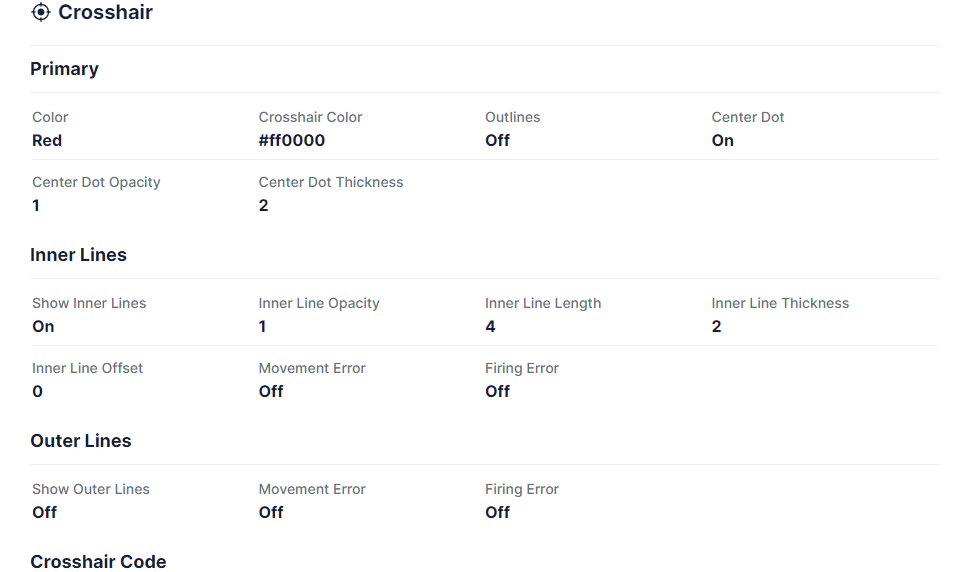 Crosshair
Primary
Color Crosshair Color Outlines Center Dot
Red #ff0000 Off On
Center Dot Opacity Center Dot Thickness
1 2
Inner Lines
Show Inner Lines Inner Line Opacity Inner Line Length Inner Line Thickness
On 1 4 2
Inner Line Offset Movement Error Firing Error
0 Off Off
Outer Lines
Show Outer Lines Movement Error Firing Error
Off Off Off
Crosshair Code